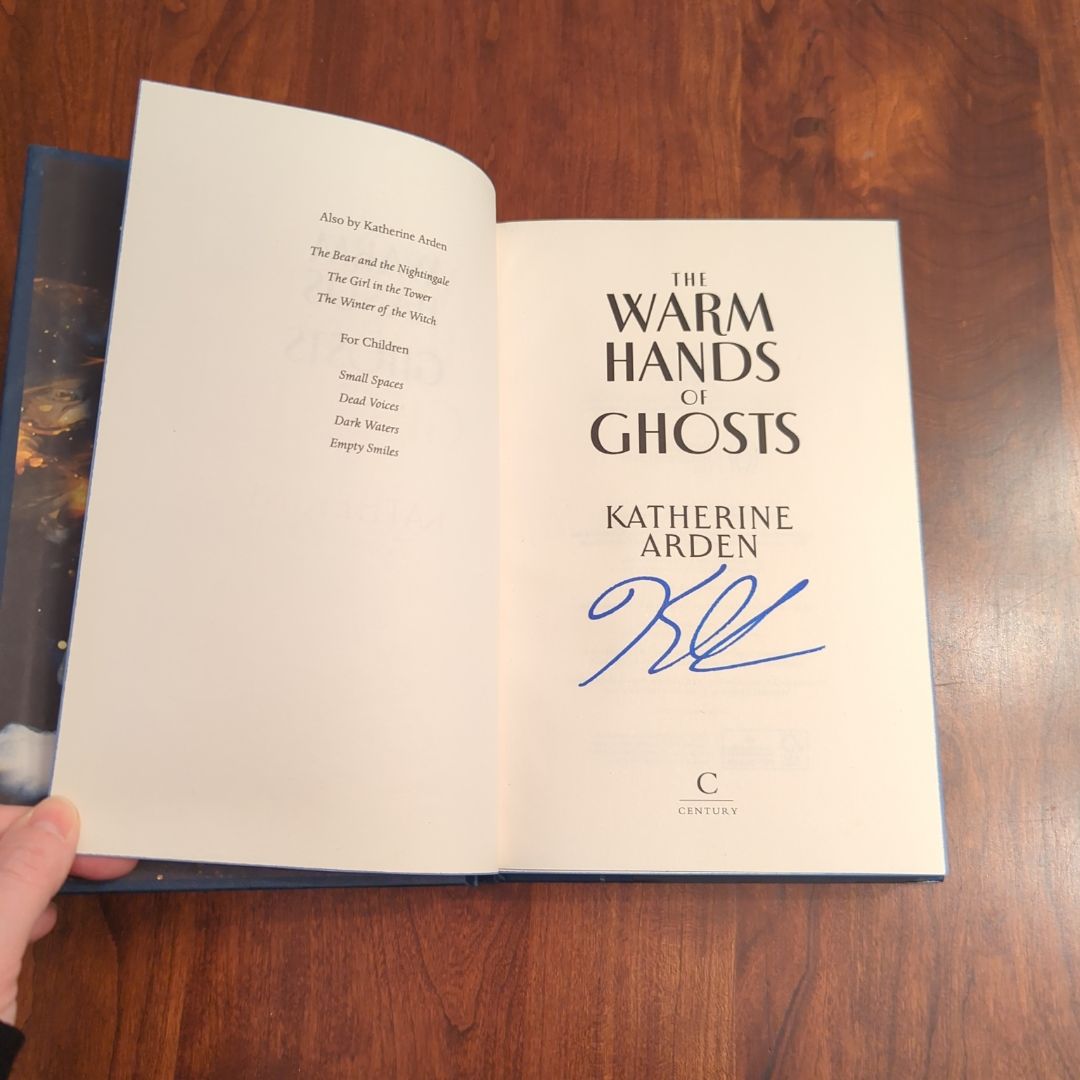 Also by Katherine Arden
The Bear and the Nightingale
The Girl in the Tower
The Winter of the Witch
For Children
Small Spaces
Dead Voices
Dark Waters
Empty Smiles
THE
WARM
HANDS
OF
GHOSTS
KATHERINE
ARDEN
C
CENTURY